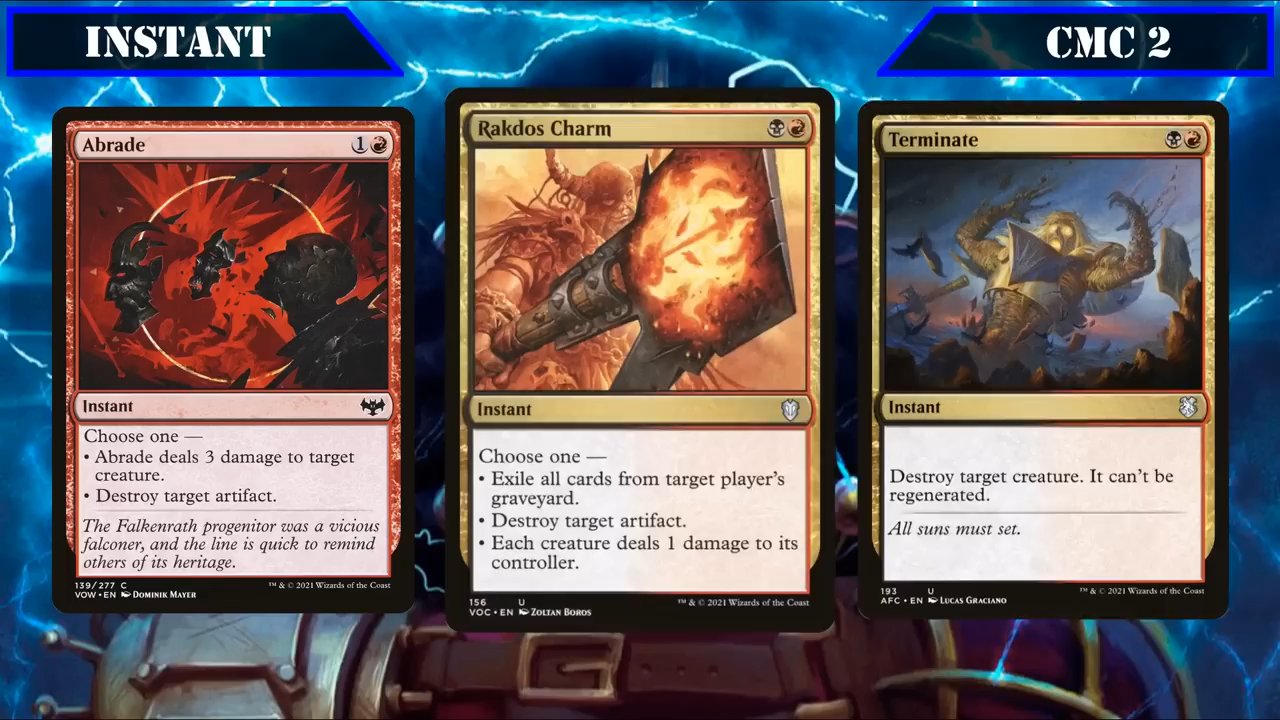 INSTANT
CMC 2
Abrade
1
Instant
Choose one —
• Abrade deals 3 damage to target
creature.
• Destroy target artifact.
The Falkenrath progenitor was a vicious
falconer, and the line is quick to remind
others of its heritage.
139/277 C
VOW • EN Dominik Mayer
™ & © 2021 Wizards of the Coast
Rakdos Charm
Instant
Choose one —
• Exile all cards from target player's
graveyard.
• Destroy target artifact.
• Each creature deals 1 damage to its
controller.
156 U
VOC • EN Zoltan Boros
™ & © 2021 Wizards of the Coast
Terminate
Instant
Destroy target creature. It can't be
regenerated.
All suns must set.
193 U
AFC • EN Lucas Graciano
™ & © 2021 Wizards of the Coast